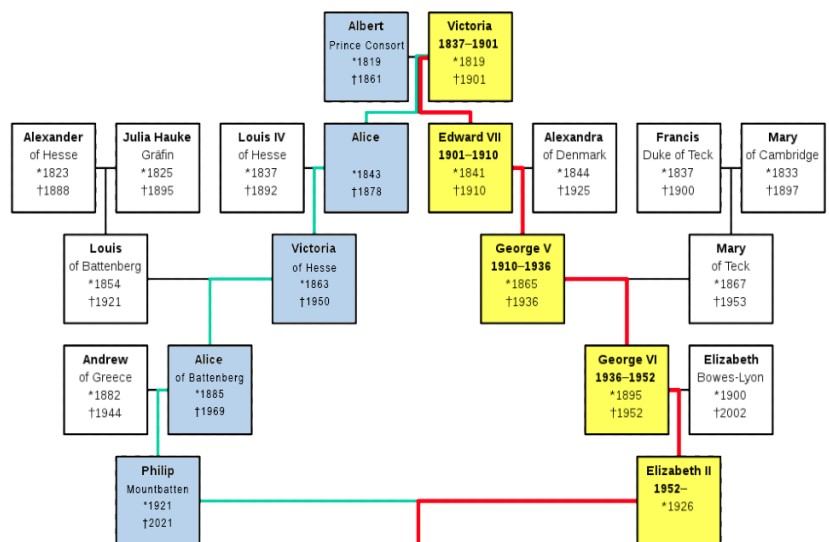 Albert
Prince Consort
*1819
†1861
Victoria
1837–1901
*1819
†1901
Alexander
of Hesse
*1823
†1888
Julia Hauke
Gräfin
*1825
†1895
Louis IV
of Hesse
*1837
†1892
Alice
*1843
†1878
Edward VII
1901–1910
*1841
†1910
Alexandra
of Denmark
*1844
†1925
Francis
Duke of Teck
*1837
†1900
Mary
of Cambridge
*1833
†1897
Louis
of Battenberg
*1854
†1921
Victoria
of Hesse
*1863
†1950
George V
1910–1936
*1865
†1936
Mary
of Teck
*1867
†1953
Andrew
of Greece
*1882
†1944
Alice
of Battenberg
*1885
†1969
George VI
1936–1952
*1895
†1952
Elizabeth
Bowes-Lyon
*1900
†2002
Philip
Mountbatten
*1921
†2021
Elizabeth II
1952–
*1926